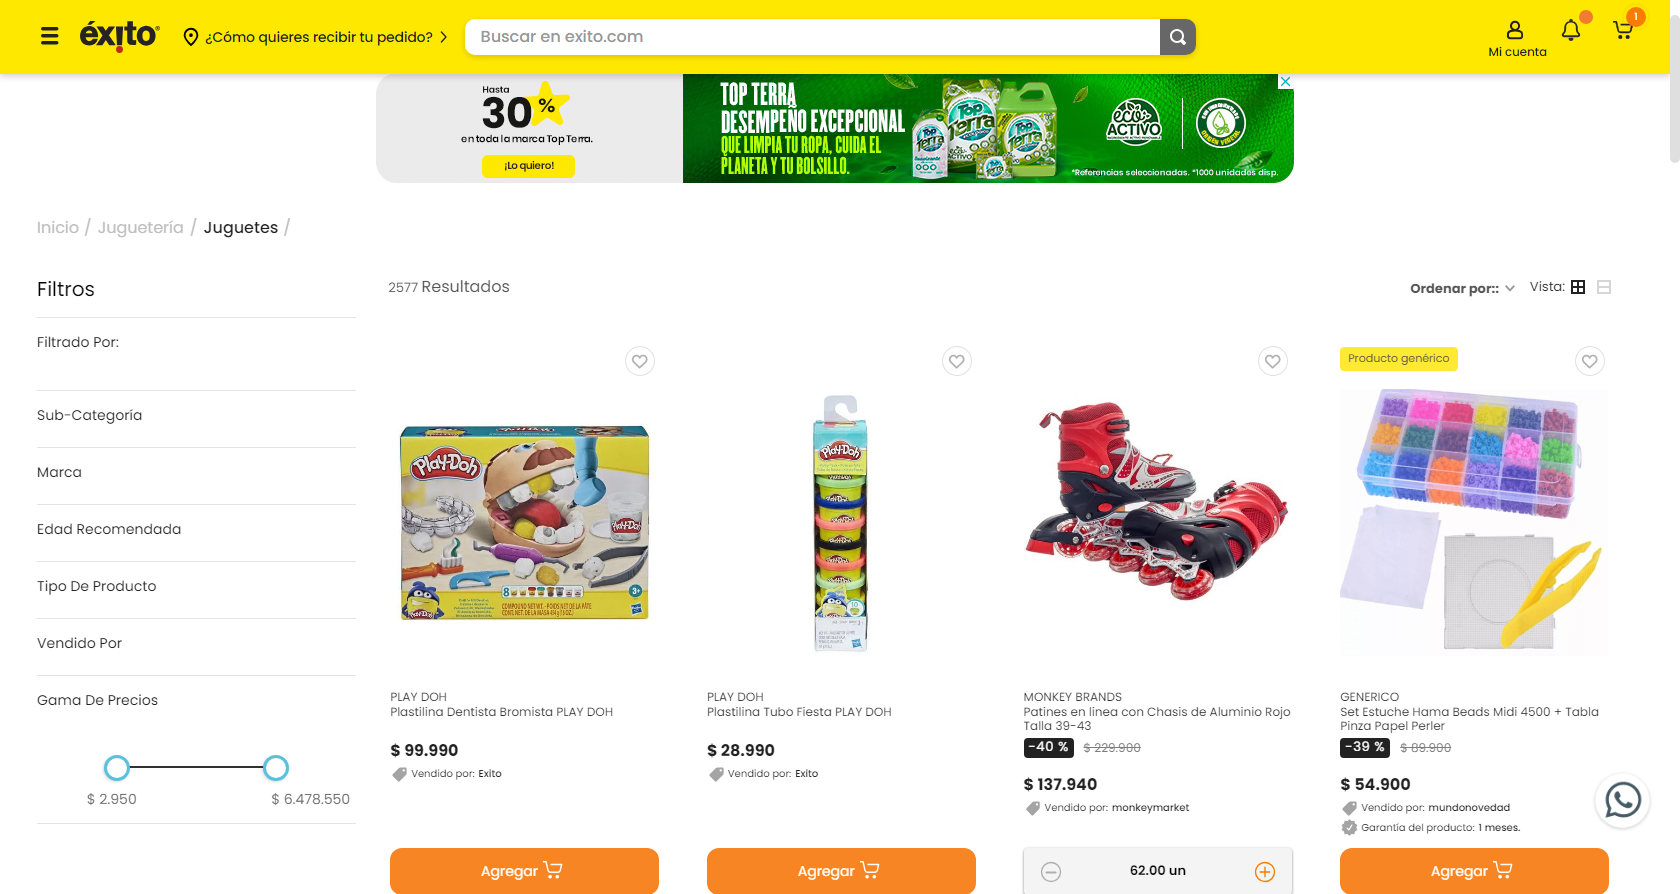 éxito
¿Cómo quieres recibir tu pedido?
Buscar en exito.com
Mi cuenta
1
Hasta
30%
en toda la marca Top Terra.
¡Lo quiero!
TOP TERRA
DESEMPEÑO EXCEPCIONAL
QUE LIMPIA TU ROPA, CUIDA EL
PLANETA Y TU BOLSILLO.
Top Terra
eco ACTIVO
*Referencias seleccionadas. *1000 unidades disp.
Inicio / Juguetería / Juguetes /
Filtros
2577 Resultados
Ordenar por::
Vista:
Filtrado Por:
Sub-Categoría
Marca
Edad Recomendada
Tipo De Producto
Vendido Por
Gama De Precios
$ 2.950
$ 6.478.550
Play-Doh
PLAY DOH
Plastilina Dentista Bromista PLAY DOH
$ 99.990
Vendido por: Exito
Agregar
Play-Doh
PLAY DOH
Plastilina Tubo Fiesta PLAY DOH
$ 28.990
Vendido por: Exito
Agregar
MONKEY BRANDS
Patines en linea con Chasis de Aluminio Rojo
Talla 39-43
-40 % $ 229.900
$ 137.940
Vendido por: monkeymarket
62.00 un
Producto genérico
GENERICO
Set Estuche Hama Beads Midi 4500 + Tabla
Pinza Papel Perler
-39 % $ 89.900
$ 54.900
Vendido por: mundonovedad
Garantía del producto: 1 meses.
Agregar